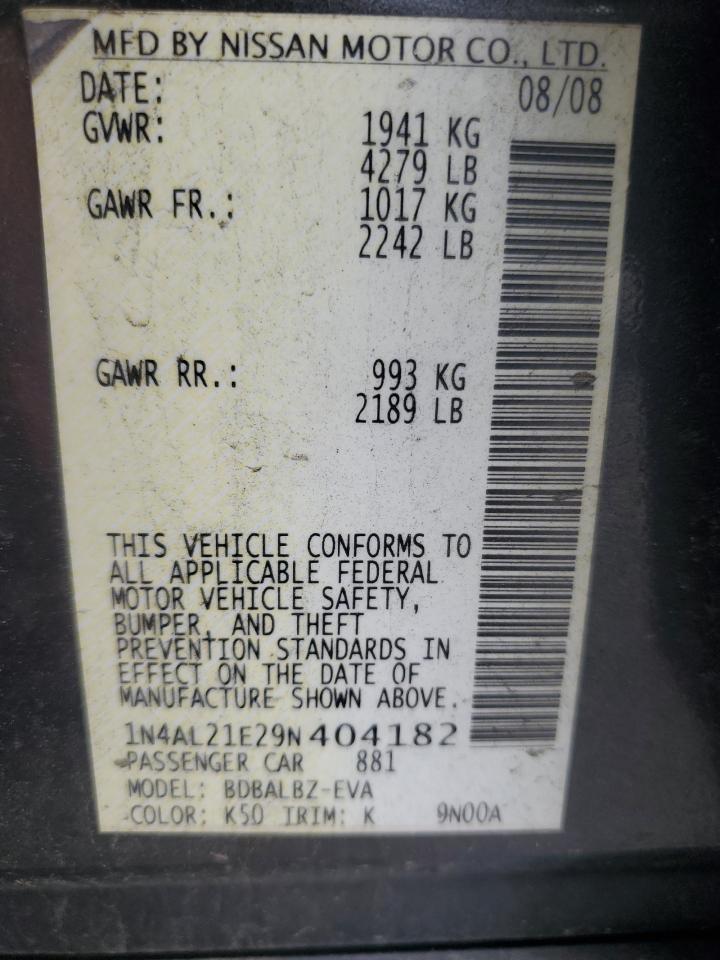 MFD BY NISSAN MOTOR CO., LTD.
DATE: 08/08
GVWR: 1941 KG
4279 LB
GAWR FR.: 1017 KG
2242 LB
GAWR RR.: 993 KG
2189 LB
THIS VEHICLE CONFORMS TO
ALL APPLICABLE FEDERAL
MOTOR VEHICLE SAFETY,
BUMPER, AND THEFT
PREVENTION STANDARDS IN
EFFECT ON THE DATE OF
MANUFACTURE SHOWN ABOVE.
1N4AL21E29N404182
PASSENGER CAR 881
MODEL: BDBALBZ-EVA
COLOR: K50 TRIM: K 9N00A